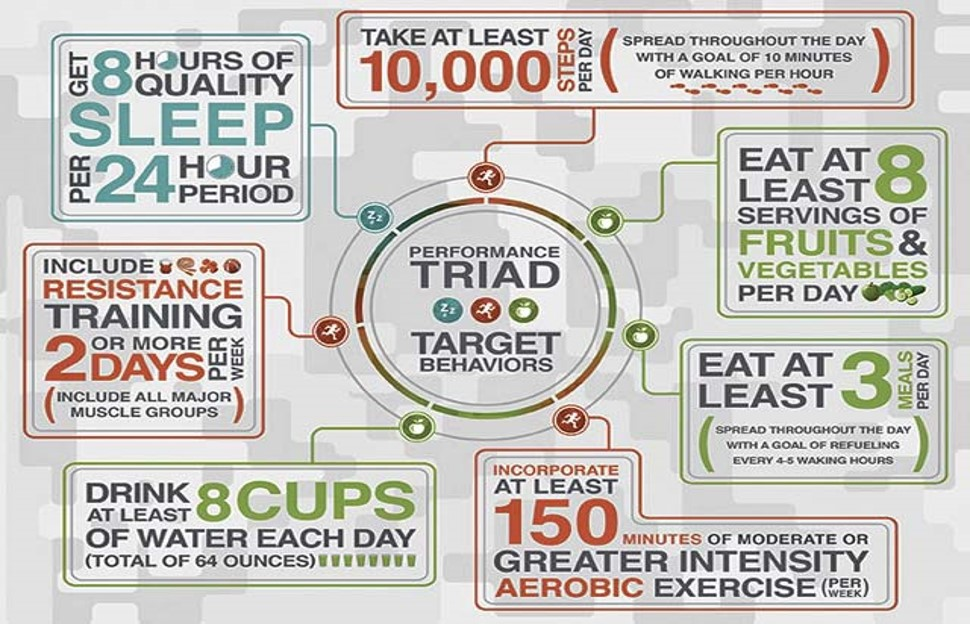 GET 8 HOURS OF
QUALITY
SLEEP
PER 24 HOUR
PERIOD
TAKE AT LEAST
10,000 STEPS PER DAY
(SPREAD THROUGHOUT THE DAY
WITH A GOAL OF 10 MINUTES
OF WALKING PER HOUR)
EAT AT
LEAST 8
SERVINGS OF
FRUITS &
VEGETABLES
PER DAY
INCLUDE
RESISTANCE
TRAINING
2 OR MORE
DAYS PER WEEK
(INCLUDE ALL MAJOR
MUSCLE GROUPS)
ZZZ
PERFORMANCE
TRIAD
ZZZ
TARGET
BEHAVIORS
EAT AT
LEAST 3 MEALS PER DAY
(SPREAD THROUGHOUT THE DAY
WITH A GOAL OF REFUELING
EVERY 4-5 WAKING HOURS)
DRINK
AT LEAST 8 CUPS
OF WATER EACH DAY
(TOTAL OF 64 OUNCES)
INCORPORATE
AT LEAST
150 MINUTES OF MODERATE OR
GREATER INTENSITY
AEROBIC EXERCISE (PER
WEEK)